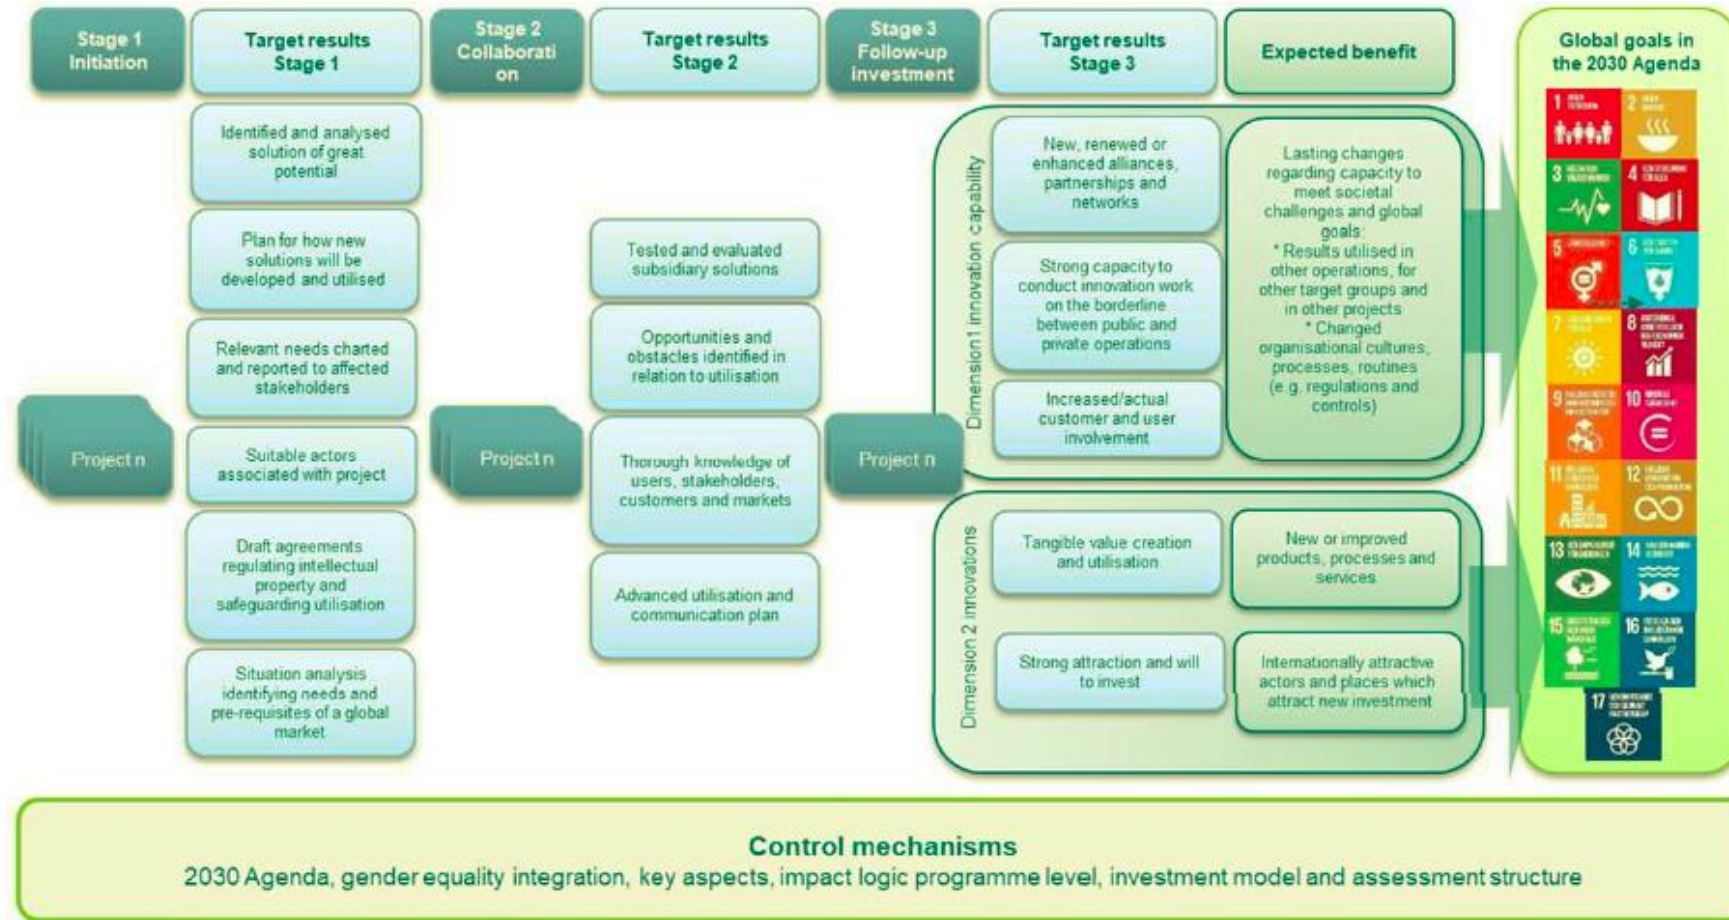 Stage 1
Initiation
Target results
Stage 1
Stage 2
Collaborati
on
Target results
Stage 2
Stage 3
Follow-up
investment
Target results
Stage 3
Expected benefit
Global goals in
the 2030 Agenda
Identified and analysed
solution of great
potential
Plan for how new
solutions will be
developed and utilised
Relevant needs charted
and reported to affected
stakeholders
Suitable actors
associated with project
Draft agreements
regulating intellectual
property and
safeguarding utilisation
Situation analysis
identifying needs and
pre-requisites of a global
market
Project n
Project n
Tested and evaluated
subsidiary solutions
Opportunities and
obstacles identified in
relation to utilisation
Thorough knowledge of
users, stakeholders,
customers and markets
Advanced utilisation and
communication plan
Project n
Dimension1 innovation capability
New, renewed or
enhanced alliances,
partnerships and
networks
Strong capacity to
conduct innovation work
on the borderline
between public and
private operations
Increased/actual
customer and user
involvement
Lasting changes
regarding capacity to
meet societal
challenges and global
goals:
* Results utilised in
other operations, for
other target groups and
in other projects
* Changed
organisational cultures,
processes, routines
(e.g. regulations and
controls)
Dimension 2 innovations
Tangible value creation
and utilisation
New or improved
products, processes and
services
Strong attraction and will
to invest
Internationally attractive
actors and places which
attract new investment
1
2
3
4
5
6
7
8
9
10
11
12
13
14
15
16
17
Control mechanisms
2030 Agenda, gender equality integration, key aspects, impact logic programme level, investment model and assessment structure